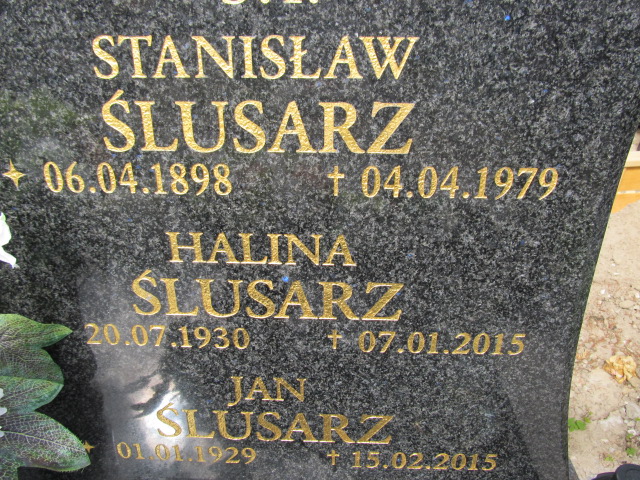 Ś.P.
STANISŁAW
ŚLUSARZ
06.04.1898 † 04.04.1979
HALINA
ŚLUSARZ
20.07.1930 † 07.01.2015
JAN
ŚLUSARZ
01.01.1929 † 15.02.2015